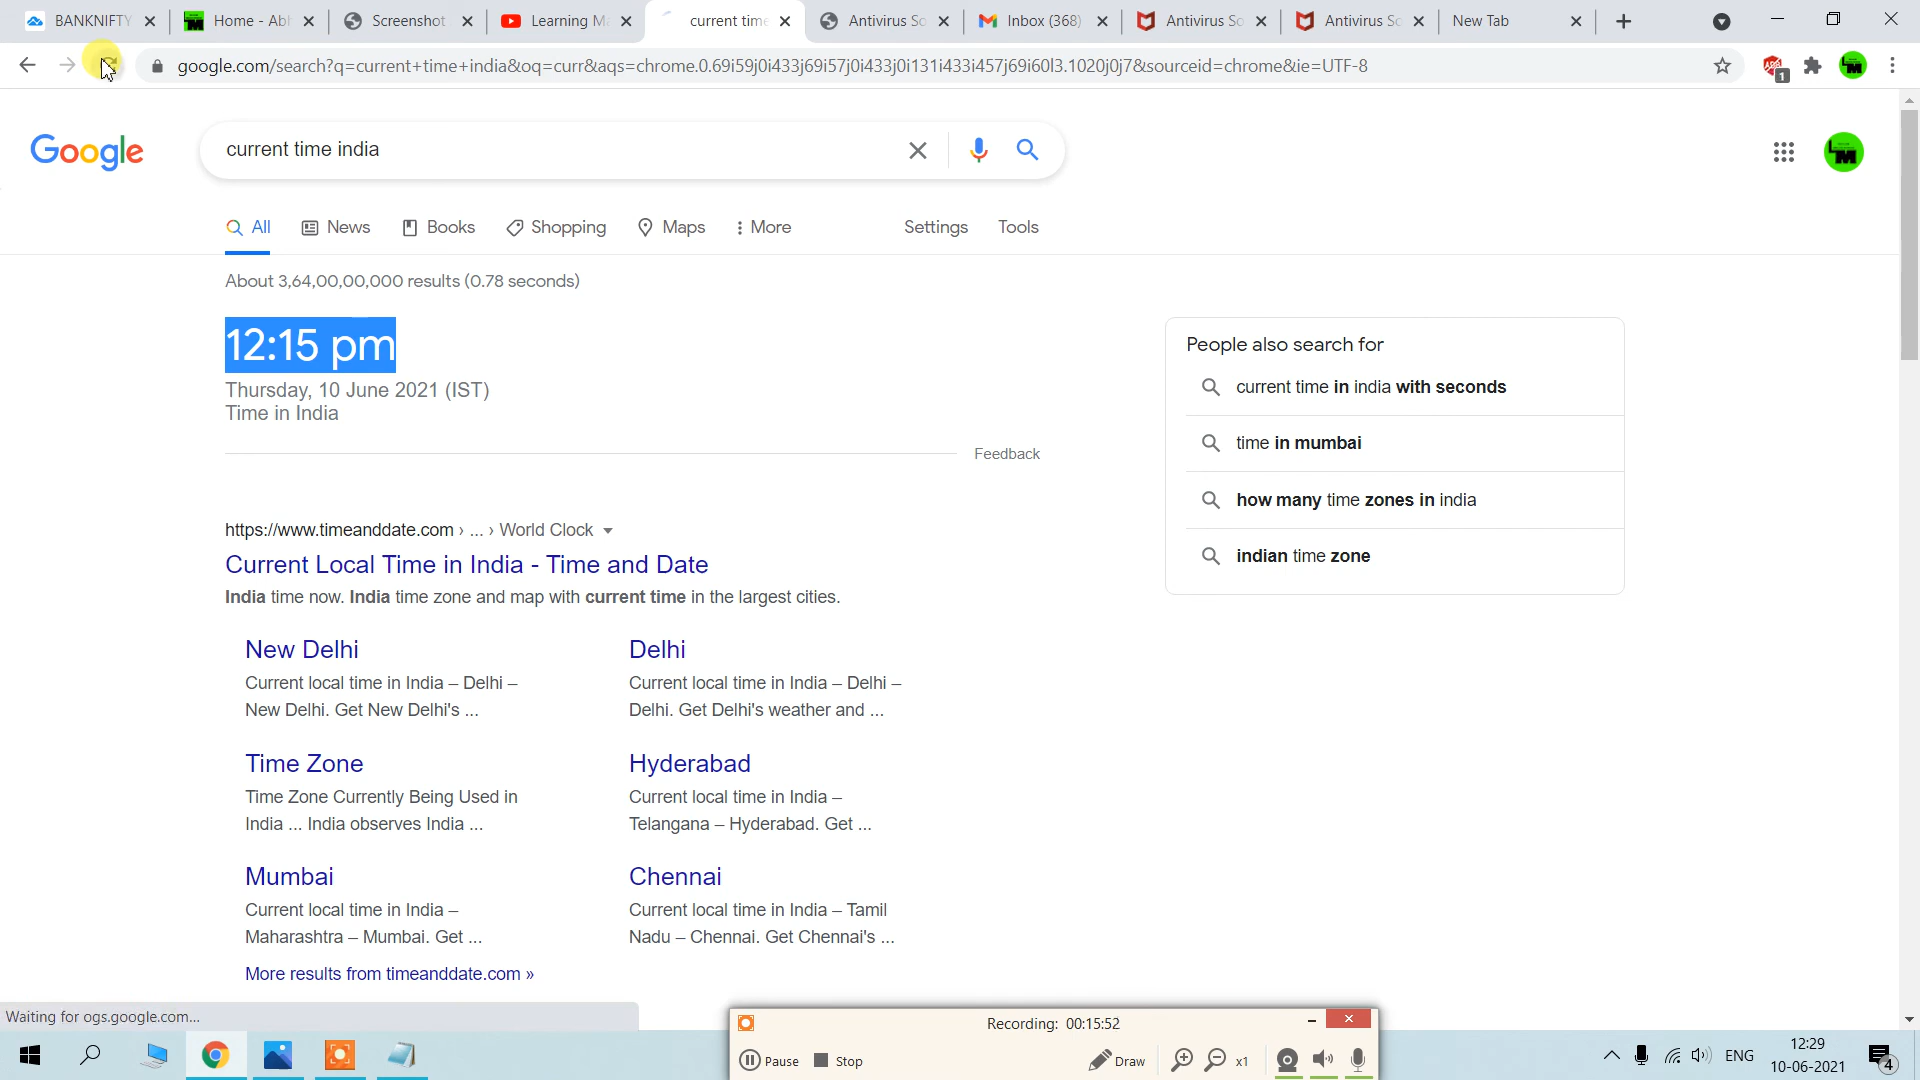 BANKNIFTY
Home - Abh
Screenshot
Learning M
current time
Antivirus So
Inbox (368)
Antivirus So
Antivirus So
New Tab
google.com/search?q=current+time+india&oq=curr&aqs=chrome.0.69i59j0i433j69i57j0i433j0i131i433i457j69i60l3.1020j0j7&sourceid=chrome&ie=UTF-8
1
Google
current time india
All
News
Books
Shopping
Maps
More
Settings
Tools
About 3,64,00,00,000 results (0.78 seconds)
12:15 pm
Thursday, 10 June 2021 (IST)
Time in India
Feedback
People also search for
current time in india with seconds
time in mumbai
how many time zones in india
indian time zone
https://www.timeanddate.com › ... › World Clock
Current Local Time in India - Time and Date
India time now. India time zone and map with current time in the largest cities.
New Delhi
Current local time in India – Delhi –
New Delhi. Get New Delhi's ...
Delhi
Current local time in India – Delhi –
Delhi. Get Delhi's weather and ...
Time Zone
Time Zone Currently Being Used in
India ... India observes India ...
Hyderabad
Current local time in India –
Telangana – Hyderabad. Get ...
Mumbai
Current local time in India –
Maharashtra – Mumbai. Get ...
Chennai
Current local time in India – Tamil
Nadu – Chennai. Get Chennai's ...
More results from timeanddate.com »
Waiting for ogs.google.com...
Recording: 00:15:52
Pause
Stop
Draw
x1
ENG
12:29
10-06-2021
4